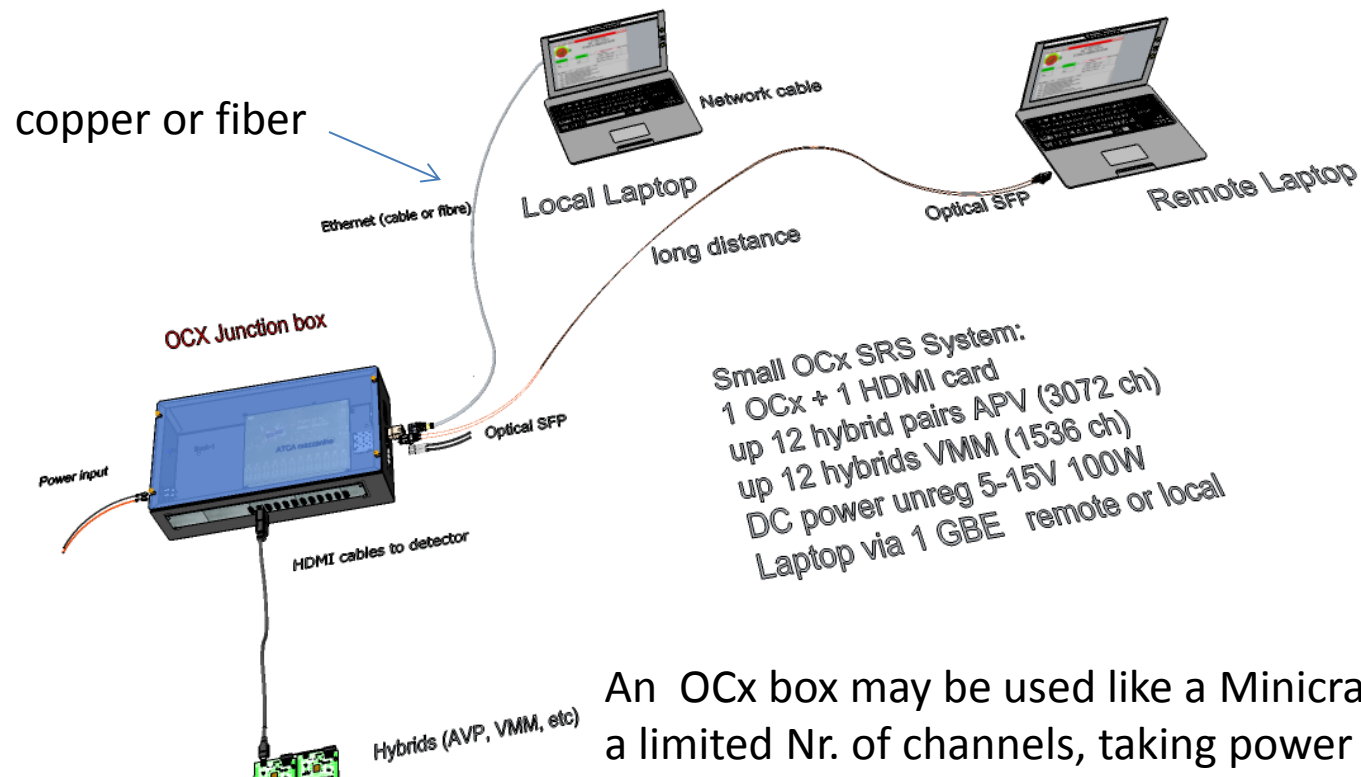 copper or fiber
Network cable
Ethernet (cable or fibre)
Local Laptop
Optical SFP
Remote Laptop
long distance
OCX Junction box
ATCA mezzanine
Optical SFP
Power input
HDMI cables to detector
Small OCx SRS System:
1 OCx + 1 HDMI card
up 12 hybrid pairs APV (3072 ch)
up 12 hybrids VMM (1536 ch)
DC power unreg 5-15V 100W
Laptop via 1 GBE remote or local
Hybrids (AVP, VMM, etc)
An OCx box may be used like a Minicra
a limited Nr. of channels, taking power